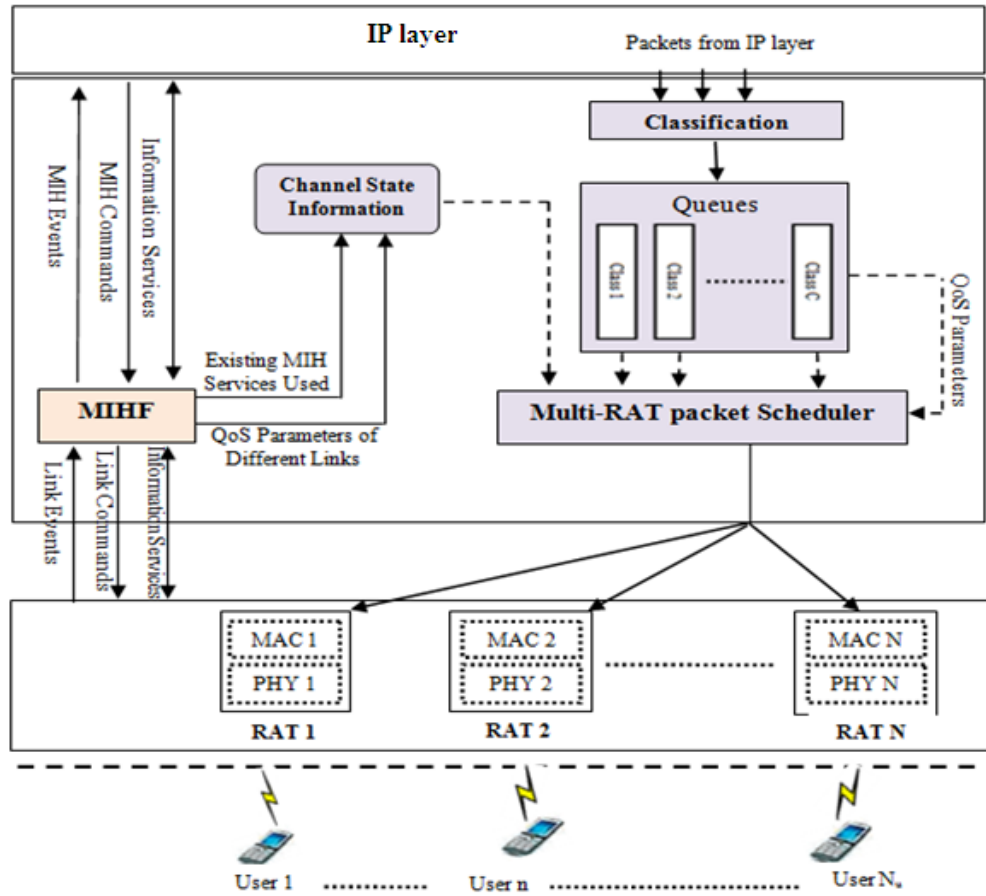 IP layer
Packets from IP layer
Classification
MIH Events
MIH Commands
Information Services
Channel State
Information
Queues
Class 1
Class 2
Class C
QoS Parameters
Existing MIH
Services Used
MIHF
QoS Parameters of
Different Links
Multi-RAT packet Scheduler
Link Events
Link Commands
Information Services
MAC 1
PHY 1
RAT 1
MAC 2
PHY 2
RAT 2
MAC N
PHY N
RAT N
User 1
User n
User Nu